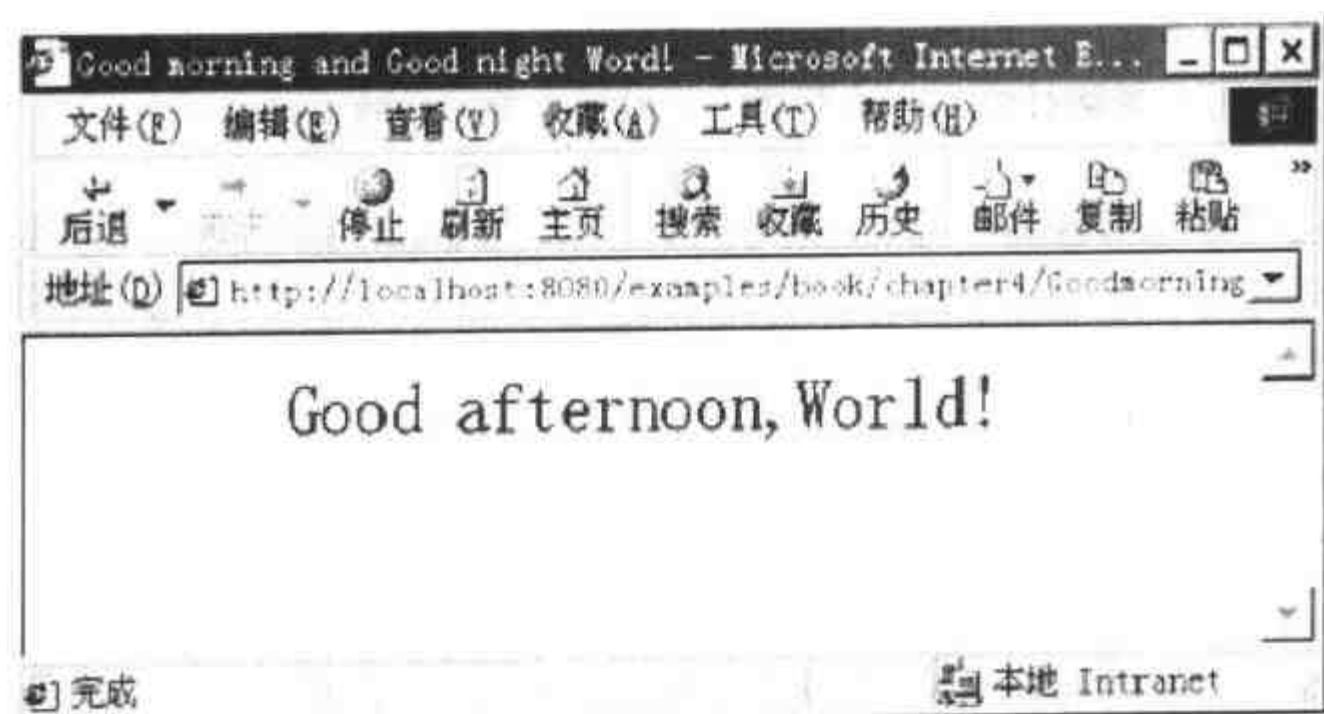 Good morning and Good night Word! - Microsoft Internet E...
文件(F) 编辑(E) 查看(V) 收藏(A) 工具(T) 帮助(H)
后退 停止 刷新 主页 搜索 收藏 历史 邮件 复制 粘贴 »
地址(D) http://localhost:8080/examples/book/chapter4/Goodmorning
Good afternoon, World!
完成 本地 Intranet